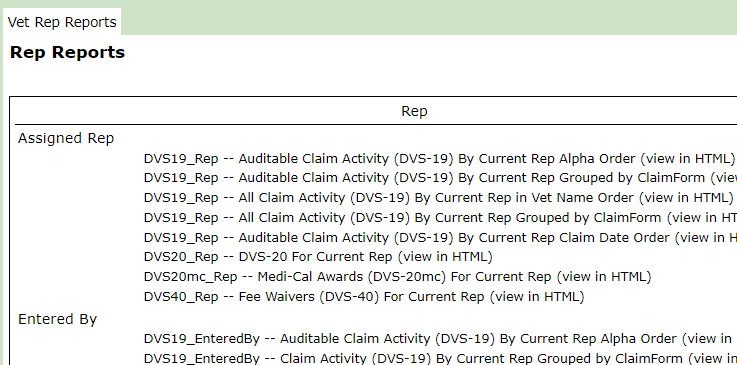 Vet Rep Reports
Rep Reports
Rep
Assigned Rep
DVS19_Rep -- Auditable Claim Activity (DVS-19) By Current Rep Alpha Order (view in HTML)
DVS19_Rep -- Auditable Claim Activity (DVS-19) By Current Rep Grouped by ClaimForm (view
DVS19_Rep -- All Claim Activity (DVS-19) By Current Rep in Vet Name Order (view in HTML)
DVS19_Rep -- All Claim Activity (DVS-19) By Current Rep Grouped by ClaimForm (view in HT
DVS19_Rep -- Auditable Claim Activity (DVS-19) By Current Rep Claim Date Order (view in H
DVS20_Rep -- DVS-20 For Current Rep (view in HTML)
DVS20mc_Rep -- Medi-Cal Awards (DVS-20mc) For Current Rep (view in HTML)
DVS40_Rep -- Fee Waivers (DVS-40) For Current Rep (view in HTML)
Entered By
DVS19_EnteredBy -- Auditable Claim Activity (DVS-19) By Current Rep Alpha Order (view in
DVS19_EnteredBy -- Claim Activity (DVS-19) By Current Rep Grouped by ClaimForm (view in